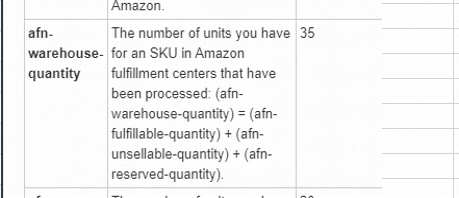 Amazon.
afn-
warehouse-
quantity
The number of units you have
for an SKU in Amazon
fulfillment centers that have
been processed: (afn-
warehouse-quantity) = (afn-
fulfillable-quantity) + (afn-
unsellable-quantity) + (afn-
reserved-quantity).
35